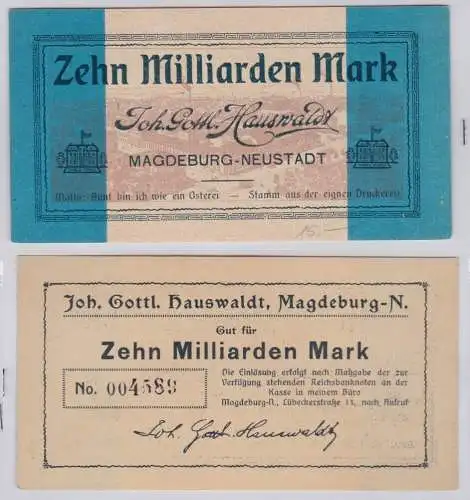 Zehn Milliarden Mark
Joh. Gottl. Hauswaldt
MAGDEBURG-NEUSTADT
Motto: Bunt bin ich wie ein Osterei — Stamm aus der eignen Druckerei
15.-
Joh. Gottl. Hauswaldt, Magdeburg-N.
Gut für
Zehn Milliarden Mark
Die Einlösung erfolgt nach Maßgabe der zur
Verfügung stehenden Reichsbanknoten an der
No. 004589
Kasse in meinem Büro
Magdeburg-N., Lübeckerstraße 13, nach Aufruf
Joh. Gottl. Hauswaldt